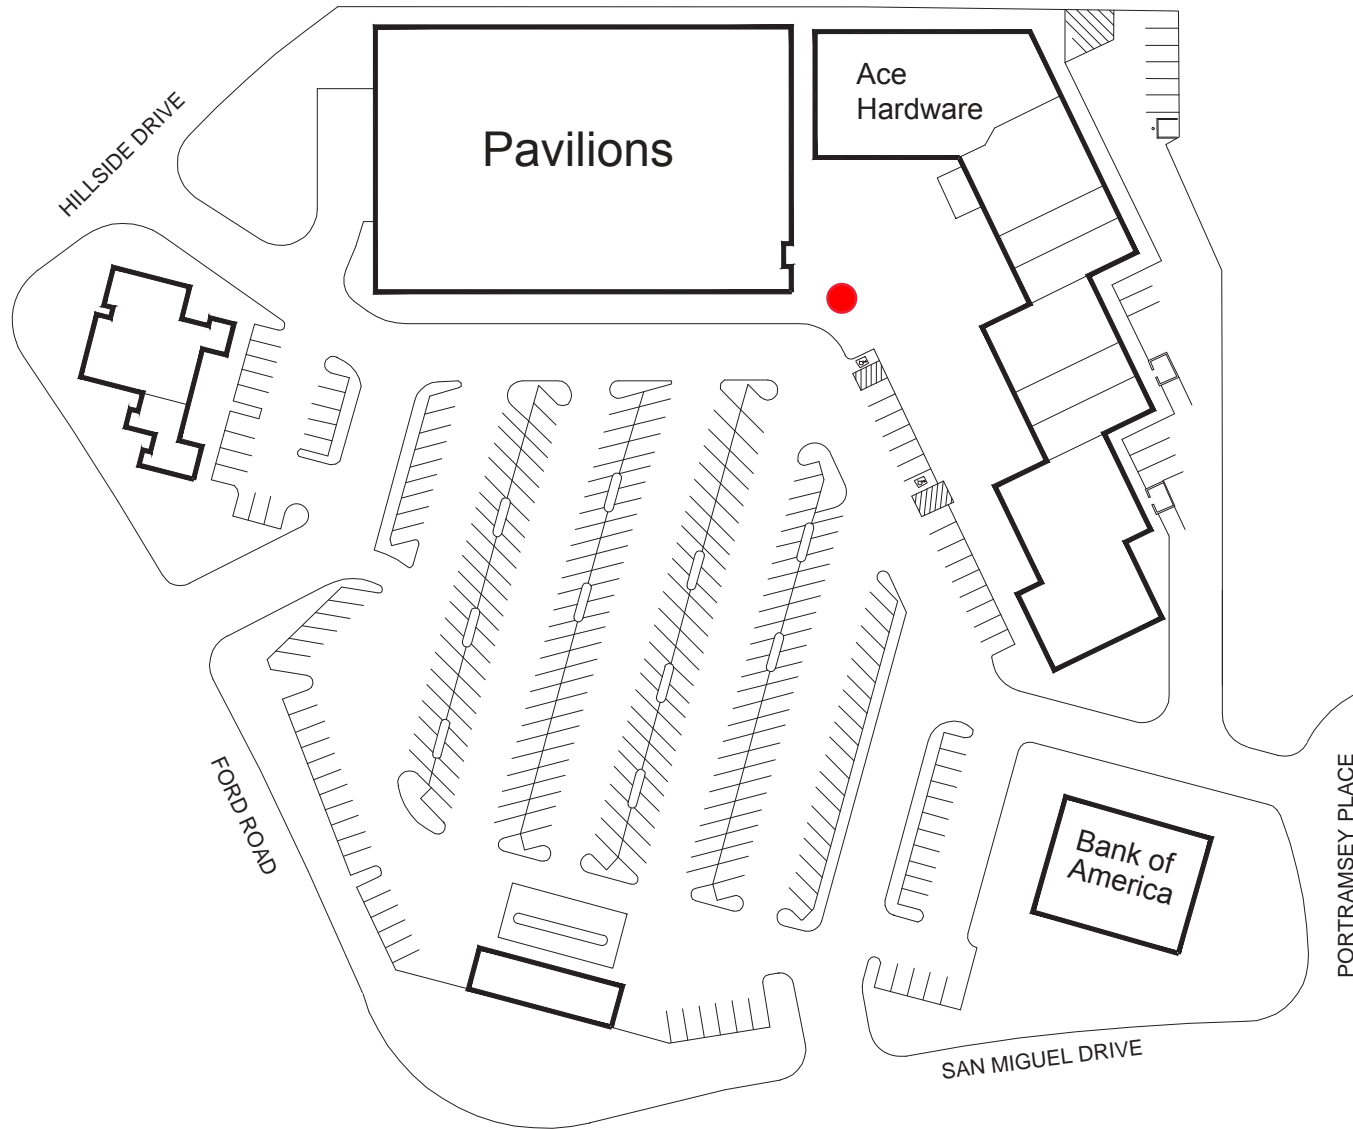 Ace
Hardware
Pavilions
HILLSIDE DRIVE
FORD ROAD
PORTRAMSEY PLACE
Bank of
America
SAN MIGUEL DRIVE